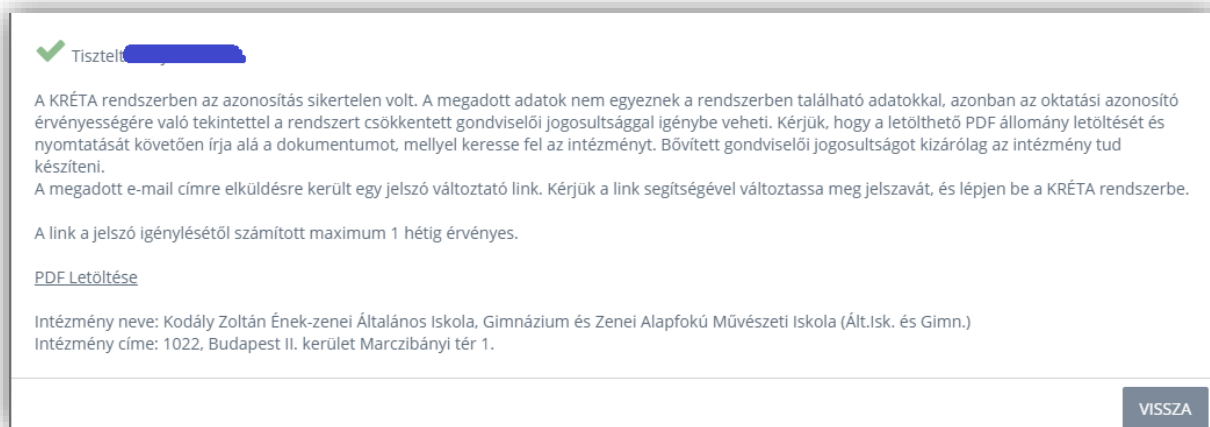 Tisztelt
A KRÉTA rendszerben az azonosítás sikertelen volt. A megadott adatok nem egyeznek a rendszerben található adatokkal, azonban az oktatási azonosító
érvényességére való tekintettel a rendszert csökkentett gondviselői jogosultsággal igénybe veheti. Kérjük, hogy a letölthető PDF állomány letöltését és
nyomtatását követően írja alá a dokumentumot, mellyel keresse fel az intézményt. Bővített gondviselői jogosultságot kizárólag az intézmény tud
készíteni.
A megadott e-mail címre elküldésre került egy jelszó változtató link. Kérjük a link segítségével változtassa meg jelszavát, és lépjen be a KRÉTA rendszerbe.
A link a jelszó igénylésétől számított maximum 1 hétig érvényes.
PDF Letöltése
Intézmény neve: Kodály Zoltán Ének-zenei Általános Iskola, Gimnázium és Zenei Alapfokú Művészeti Iskola (Ált.Isk. és Gimn.)
Intézmény címe: 1022, Budapest II. kerület Marczibányi tér 1.
VISSZA